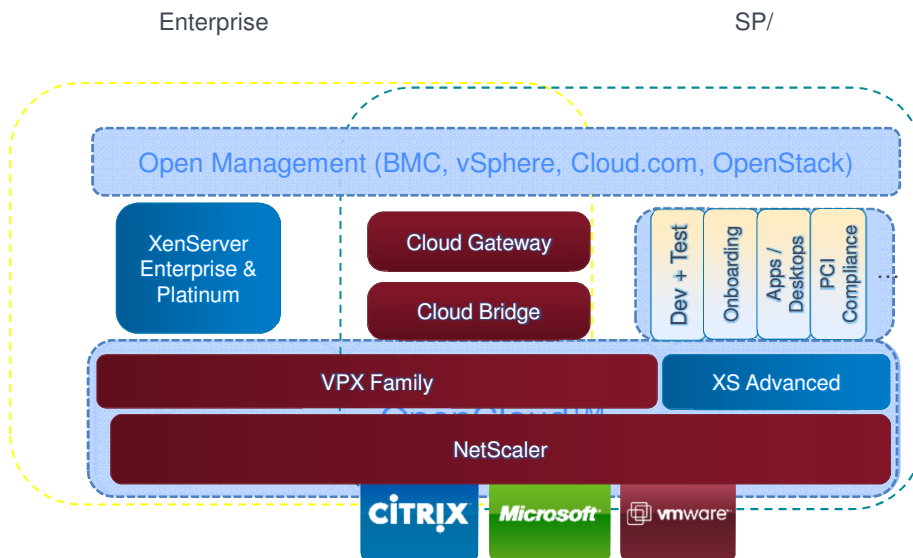 Enterprise
SP/
Open Management (BMC, vSphere, Cloud.com, OpenStack)
XenServer
Enterprise &
Platinum
Cloud Gateway
Cloud Bridge
Dev + Test
Onboarding
Apps /
Desktops
PCI
Compliance
...
VPX Family
XS Advanced
OpenCloud™
NetScaler
CITRIX
Microsoft
vmware